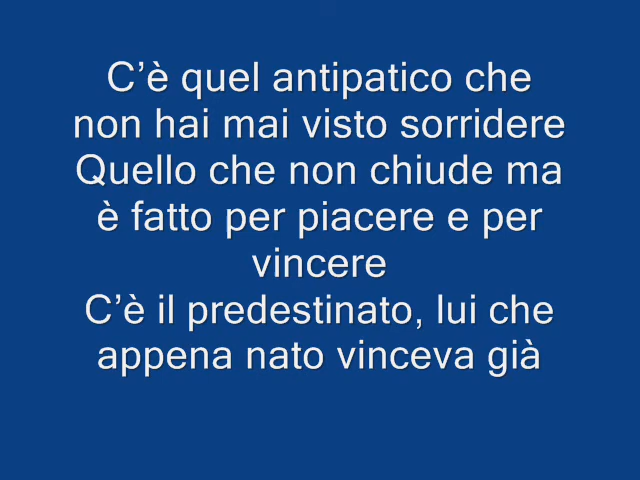 C’è quel antipatico che
non hai mai visto sorridere
Quello che non chiude ma
è fatto per piacere e per
vincere
C’è il predestinato, lui che
appena nato vinceva già